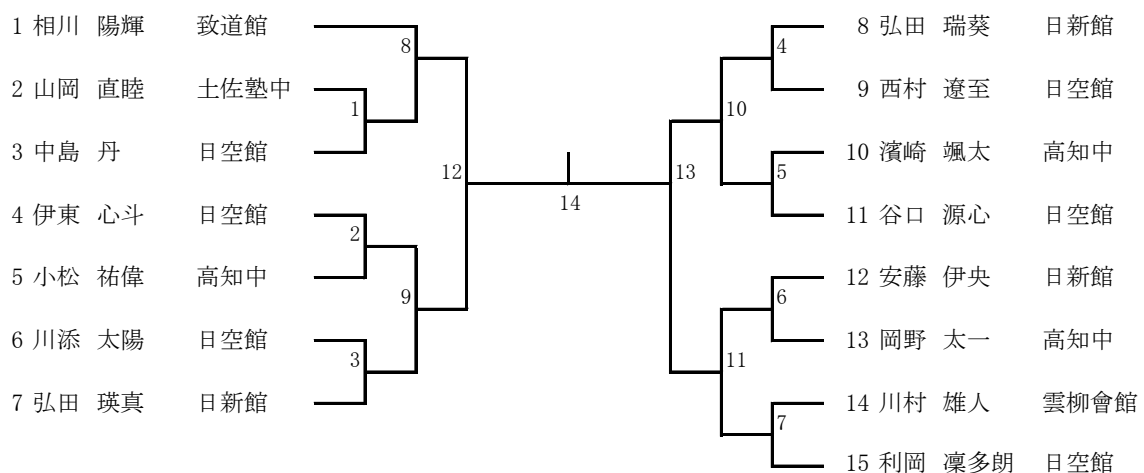 1 相川 陽輝 致道館
2 山岡 直睦 土佐塾中
3 中島 丹 日空館
4 伊東 心斗 日空館
5 小松 祐偉 高知中
6 川添 太陽 日空館
7 弘田 瑛真 日新館
8
1
12
2
9
3
14
13
4
10
5
6
11
7
8 弘田 瑞葵 日新館
9 西村 遼至 日空館
10 濱崎 颯太 高知中
11 谷口 源心 日空館
12 安藤 伊央 日新館
13 岡野 太一 高知中
14 川村 雄人 雲柳會館
15 利岡 凜多朗 日空館